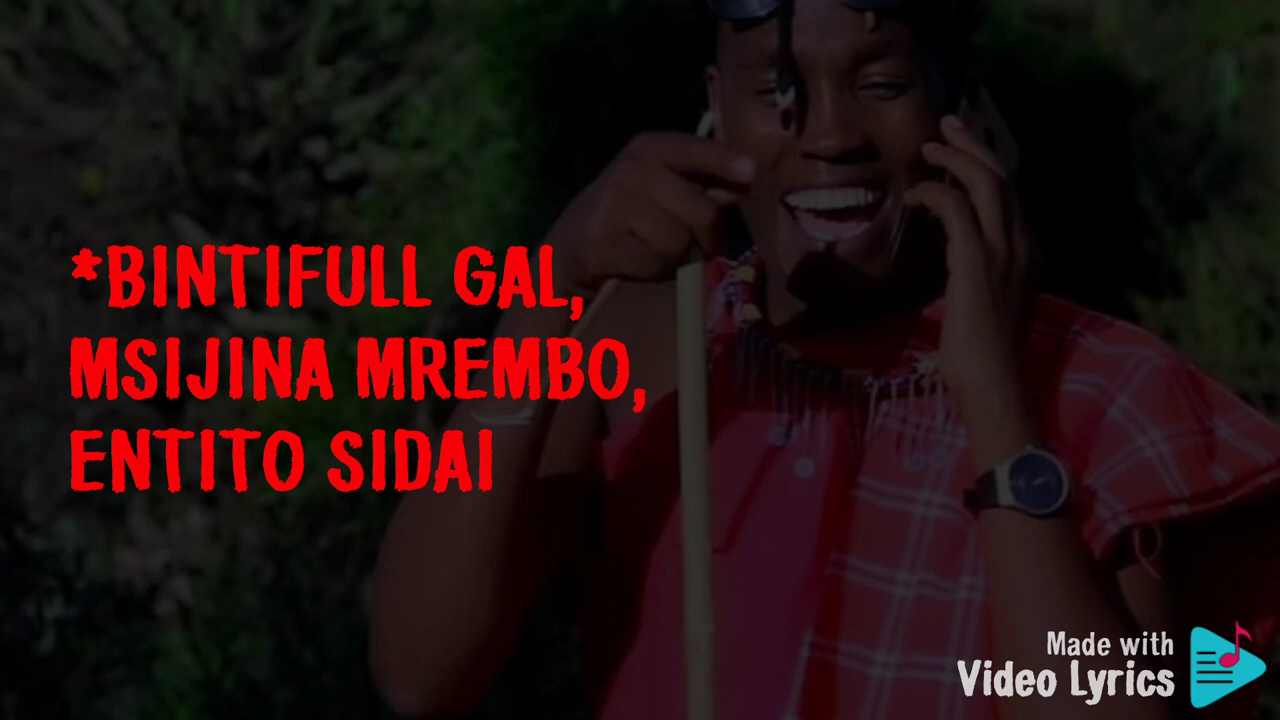 *BINTIFULL GAL,
MSIJINA MREMBO,
ENTITO SIDAI
Made with
Video Lyrics